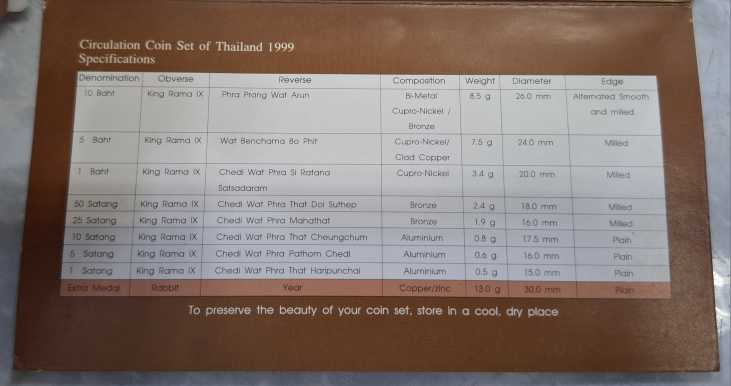 Circulation Coin Set of Thailand 1999
Specifications
Denomination Obverse Reverse Composition Weight Diameter Edge
10 Baht King Rama IX Phra Prang Wat Arun Bi-Metal 8.5 g 26.0 mm Alternated Smooth
Cupro-Nickel / and milled
Bronze
5 Baht King Rama IX Wat Benchama Bo Phit Cupro-Nickel/ 7.5 g 24.0 mm Milled
Clad Copper
1 Baht King Rama IX Chedi Wat Phra Si Ratana Cupro-Nickel 3.4 g 20.0 mm Milled
Satsadaram
50 Satang King Rama IX Chedi Wat Phra That Doi Suthep Bronze 2.4 g 18.0 mm Milled
25 Satang King Rama IX Chedi Wat Phra Mahathat Bronze 1.9 g 16.0 mm Milled
10 Satang King Rama IX Chedi Wat Phra That Cheungchum Aluminium 0.8 g 17.5 mm Plain
5 Satang King Rama IX Chedi Wat Phra Pathom Chedi Aluminium 0.6 g 16.0 mm Plain
1 Satang King Rama IX Chedi Wat Phra That Haripunchai Aluminium 0.5 g 15.0 mm Plain
Extra Medal Rabbit Year Copper/zinc 13.0 g 30.0 mm Plain
To preserve the beauty of your coin set, store in a cool, dry place